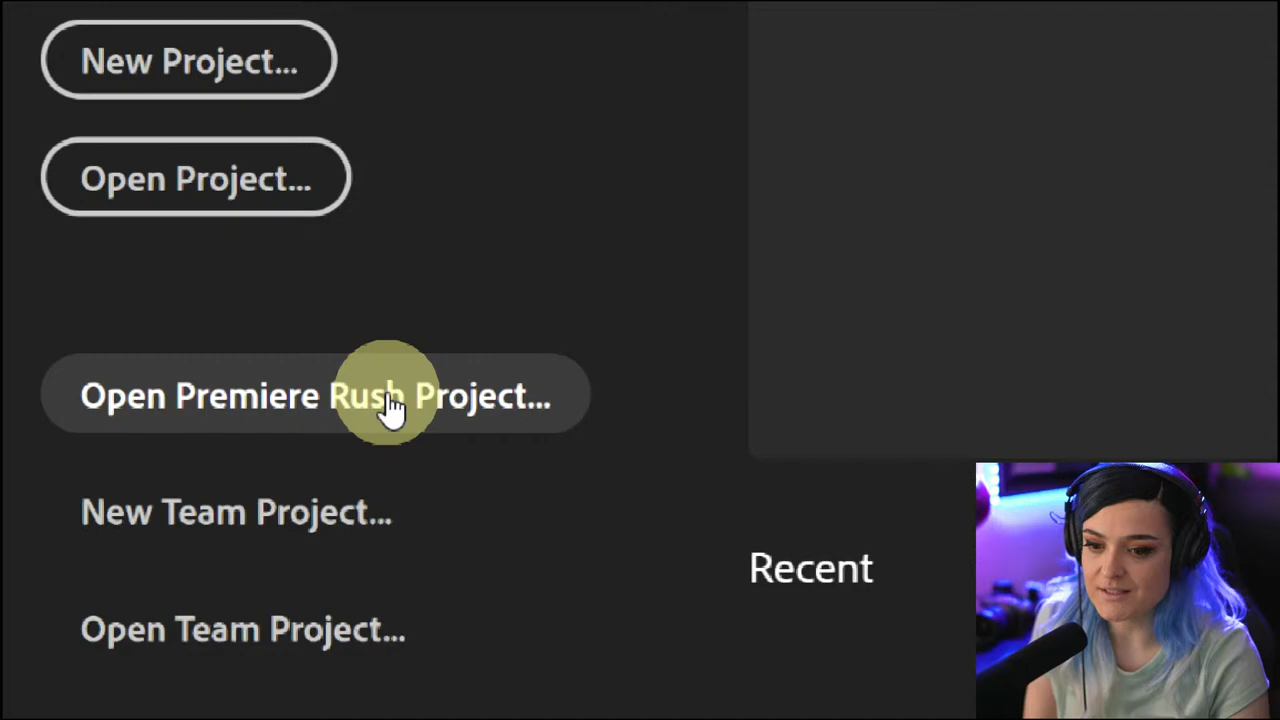 New Project...
Open Project...
Open Premiere Rush Project...
New Team Project...
Open Team Project...
Recent